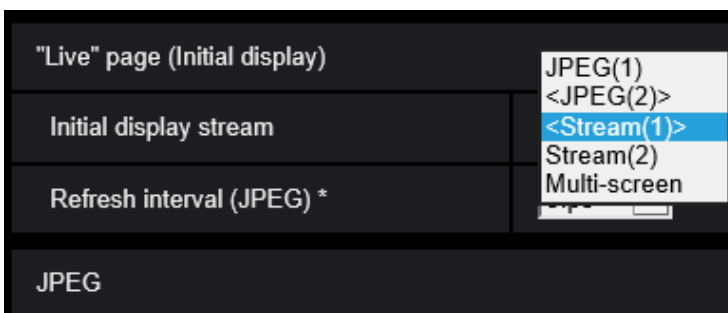 "Live" page (Initial display)
JPEG(1)
<JPEG(2)>
Initial display stream
<Stream(1)>
Stream(2)
Multi-screen
Refresh interval (JPEG) *
JPEG